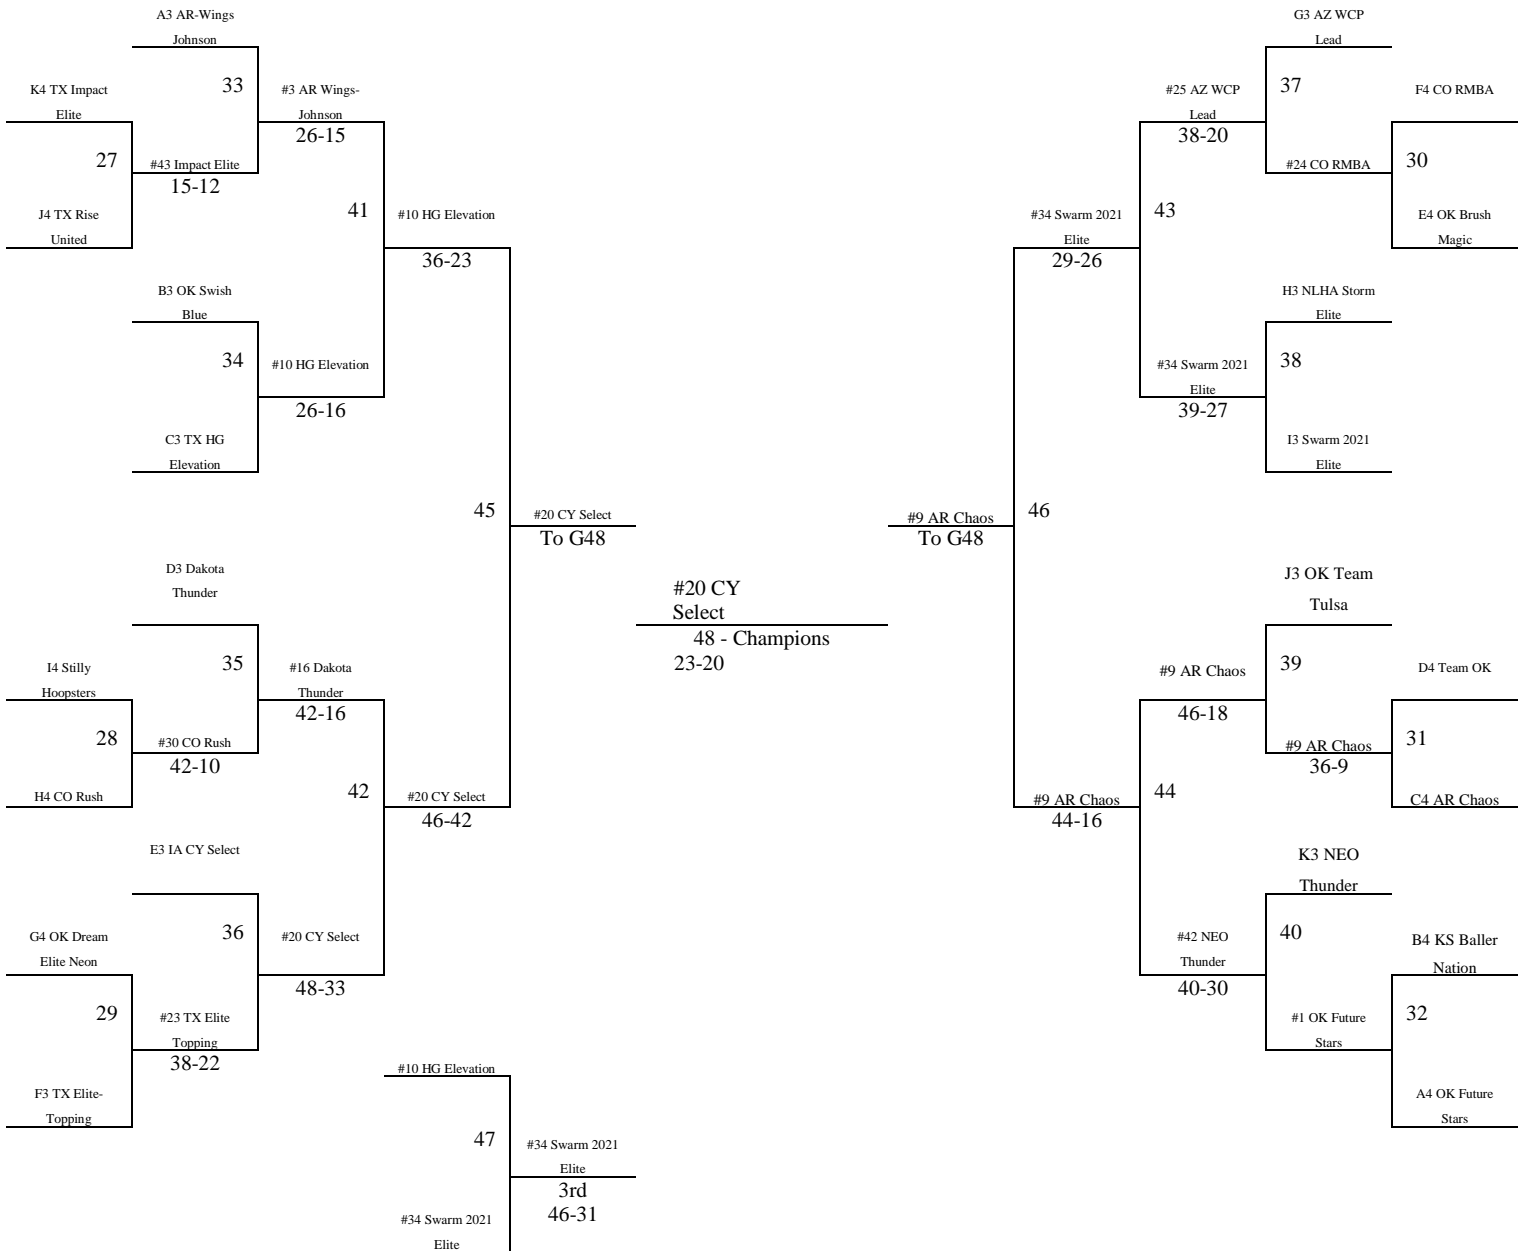 A3 AR-Wings
Johnson
33
K4 TX Impact
Elite
#3 AR Wings-
Johnson
26-15
27
#43 Impact Elite
15-12
J4 TX Rise
United
41
#10 HG Elevation
36-23
B3 OK Swish
Blue
34
#10 HG Elevation
26-16
C3 TX HG
Elevation
45
#20 CY Select
To G48
D3 Dakota
Thunder
35
I4 Stilly
Hoopsters
#16 Dakota
Thunder
42-16
28
#30 CO Rush
42-10
H4 CO Rush
42
#20 CY Select
46-42
E3 IA CY Select
36
G4 OK Dream
Elite Neon
#20 CY Select
48-33
29
#23 TX Elite
Topping
38-22
F3 TX Elite-
Topping
#10 HG Elevation
47
#34 Swarm 2021
Elite
3rd
46-31
#34 Swarm 2021
Elite
#20 CY
Select
48 - Champions
23-20
G3 AZ WCP
Lead
37
#25 AZ WCP
Lead
38-20
F4 CO RMBA
#24 CO RMBA
30
E4 OK Brush
Magic
43
#34 Swarm 2021
Elite
29-26
H3 NLHA Storm
Elite
38
#34 Swarm 2021
Elite
39-27
I3 Swarm 2021
Elite
#9 AR Chaos
To G48
46
J3 OK Team
Tulsa
39
#9 AR Chaos
46-18
D4 Team OK
#9 AR Chaos
36-9
31
C4 AR Chaos
44
#9 AR Chaos
44-16
K3 NEO
Thunder
40
#42 NEO
Thunder
40-30
B4 KS Baller
Nation
#1 OK Future
Stars
32
A4 OK Future
Stars